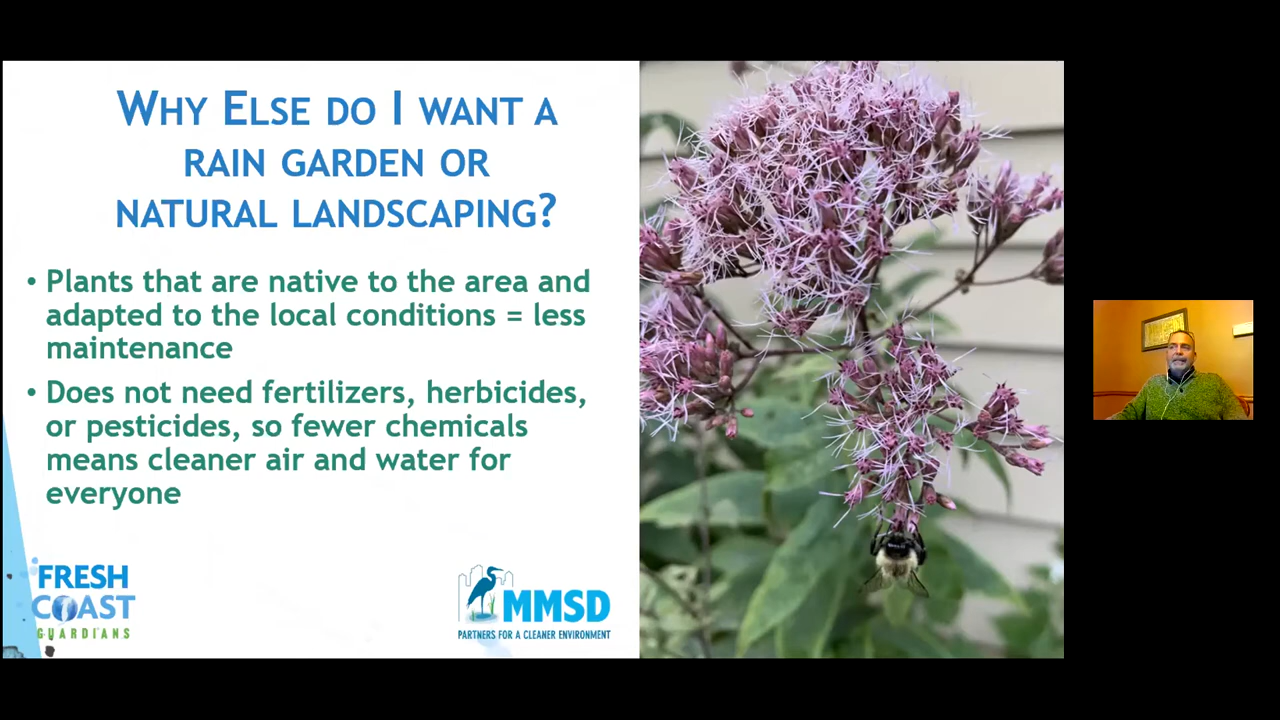 WHY ELSE DO I WANT A
RAIN GARDEN OR
NATURAL LANDSCAPING?
• Plants that are native to the area and
adapted to the local conditions = less
maintenance
• Does not need fertilizers, herbicides,
or pesticides, so fewer chemicals
means cleaner air and water for
everyone
FRESH
COAST
GUARDIANS
MMSD
PARTNERS FOR A CLEANER ENVIRONMENT